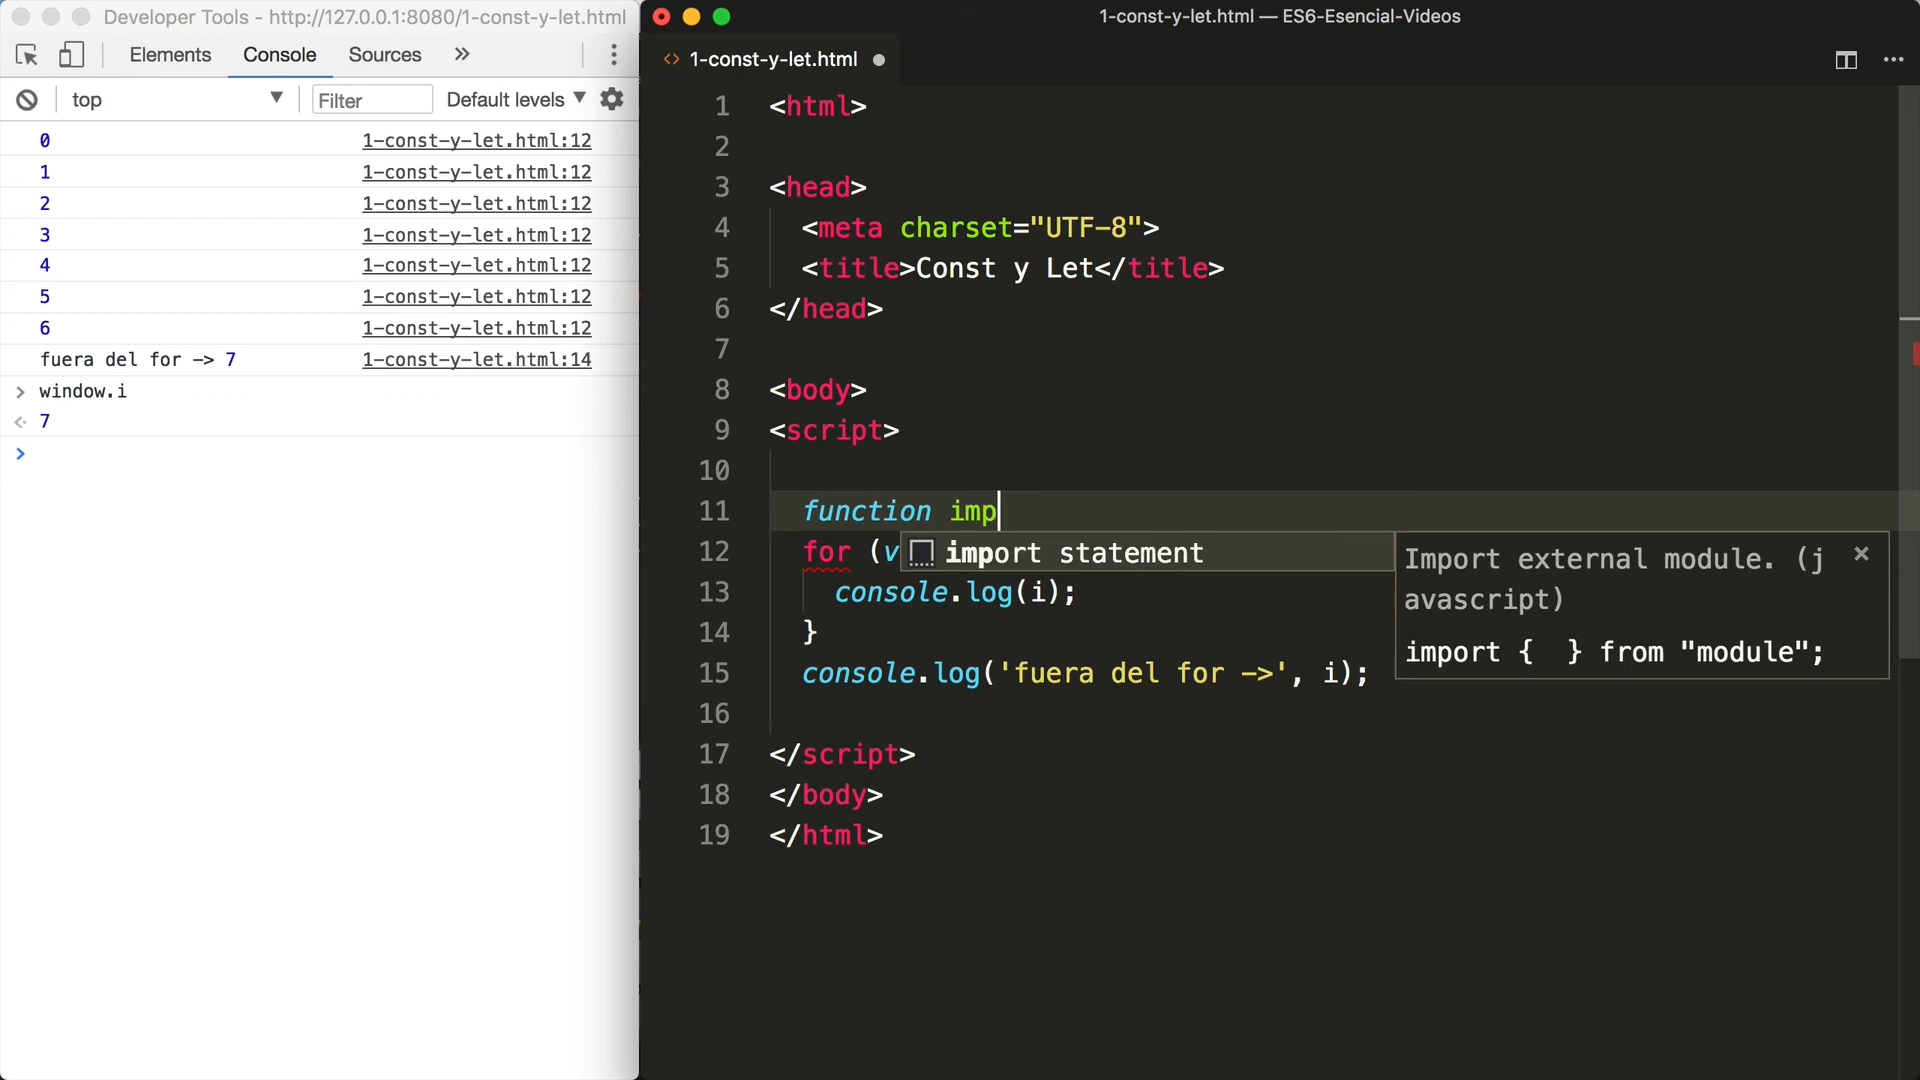 Developer Tools - http://127.0.0.1:8080/1-const-y-let.html
Elements Console Sources »
top Filter Default levels
0 1-const-y-let.html:12
1 1-const-y-let.html:12
2 1-const-y-let.html:12
3 1-const-y-let.html:12
4 1-const-y-let.html:12
5 1-const-y-let.html:12
6 1-const-y-let.html:12
fuera del for -> 7 1-const-y-let.html:14
> window.i
7
>
1-const-y-let.html — ES6-Esencial-Videos
<> 1-const-y-let.html
1 <html>
2
3 <head>
4 <meta charset="UTF-8">
5 <title>Const y Let</title>
6 </head>
7
8 <body>
9 <script>
10
11 function imp
12 for (v
import statement
Import external module. (j
avascript)
import { } from "module";
13 console.log(i);
14 }
15 console.log('fuera del for ->', i);
16
17 </script>
18 </body>
19 </html>